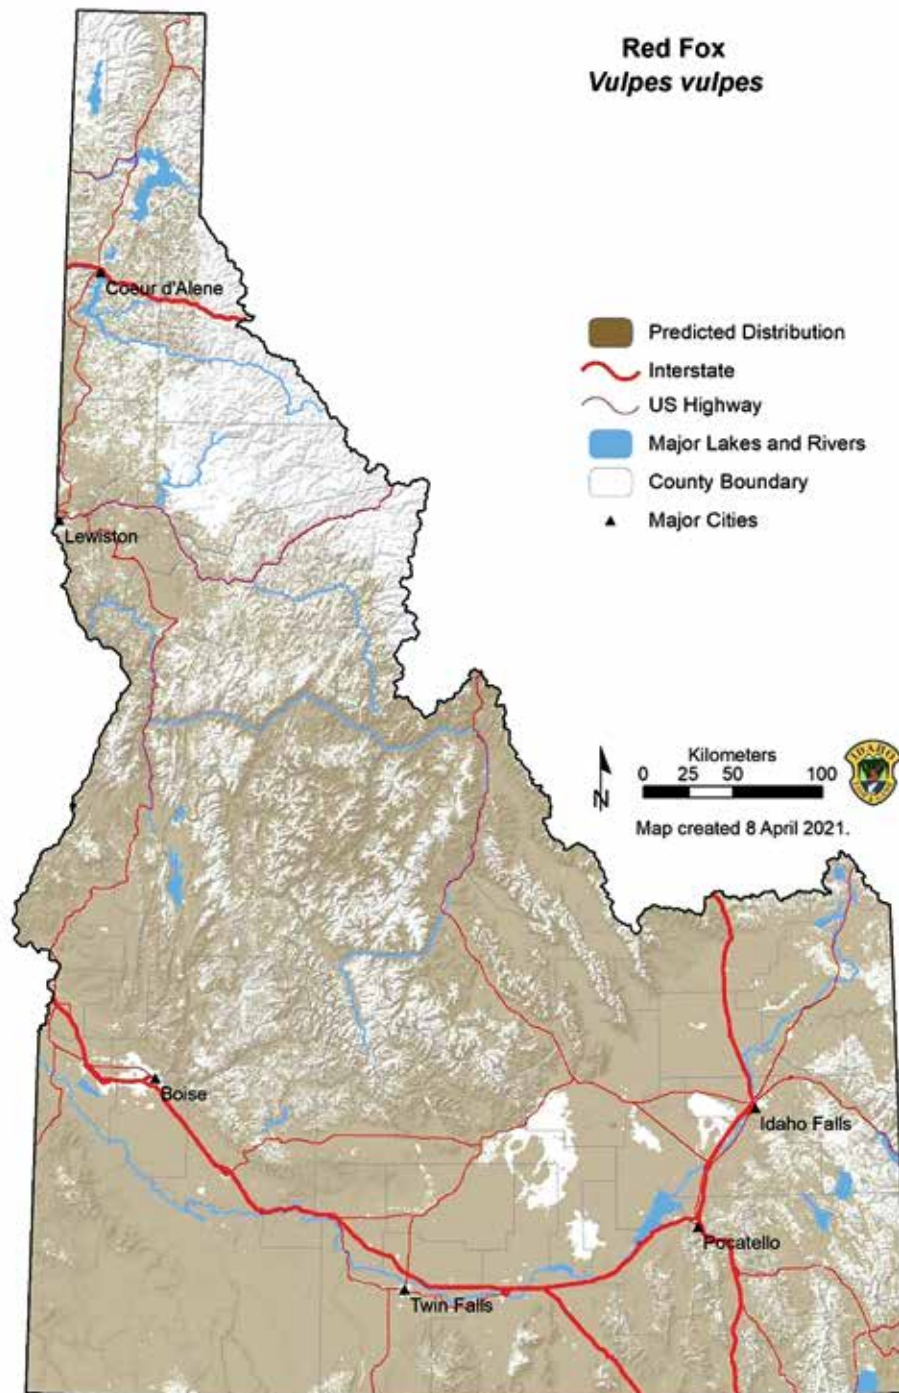 Red Fox
Vulpes vulpes
Coeur d'Alene
Predicted Distribution
Interstate
US Highway
Major Lakes and Rivers
County Boundary
Major Cities
Lewiston
Kilometers
0 25 50 100
N
IDAHO
Map created 8 April 2021.
Boise
Idaho Falls
Pocatello
Twin Falls